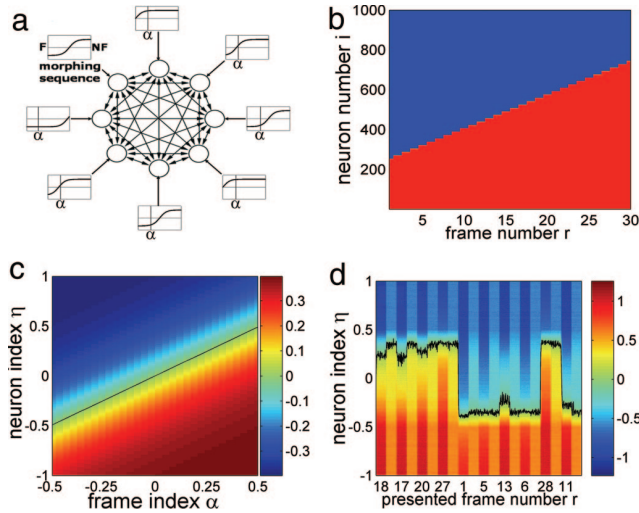 a
F NF
morphing
sequence
α
α
α
α
α
α
α
b
neuron number i
1000
800
600
400
200
5 10 15 20 25 30
frame number r
c
neuron index η
1
0.5
0
-0.5
-1
-0.5 0 0.5
frame index α
0.3
0.2
0.1
0
-0.1
-0.2
-0.3
d
neuron index η
1
0.5
0
-0.5
-1
18 17 20 27 1 5 13 6 28 11
presented frame number r
1
0.5
0
-0.5
-1